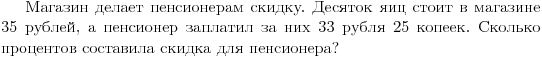 Магазин делает пенсионерам скидку. Десяток яиц стоит в магазине
35 рублей, а пенсионер заплатил за них 33 рубля 25 копеек. Сколько
процентов составила скидка для пенсионера?